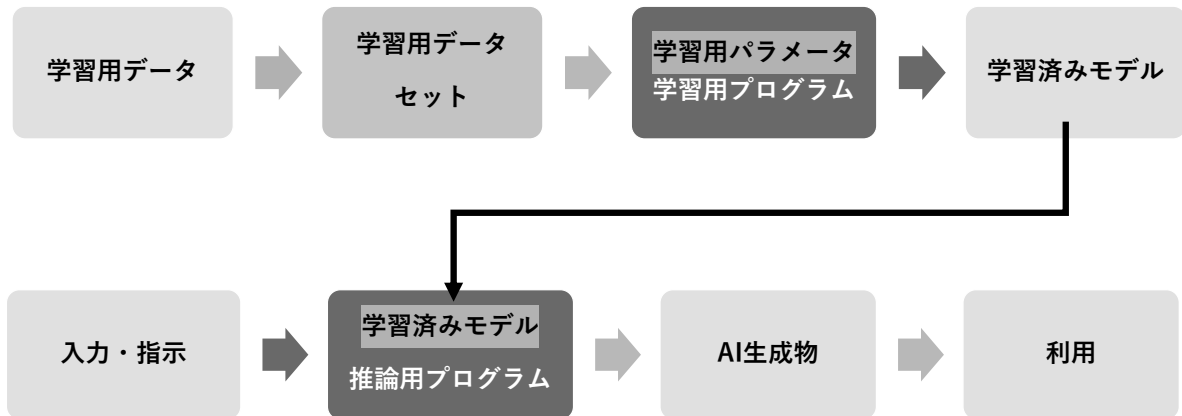 学習用データ
学習用データ
セット
学習用パラメータ
学習用プログラム
学習済みモデル
入力・指示
学習済みモデル
推論用プログラム
AI生成物
利用